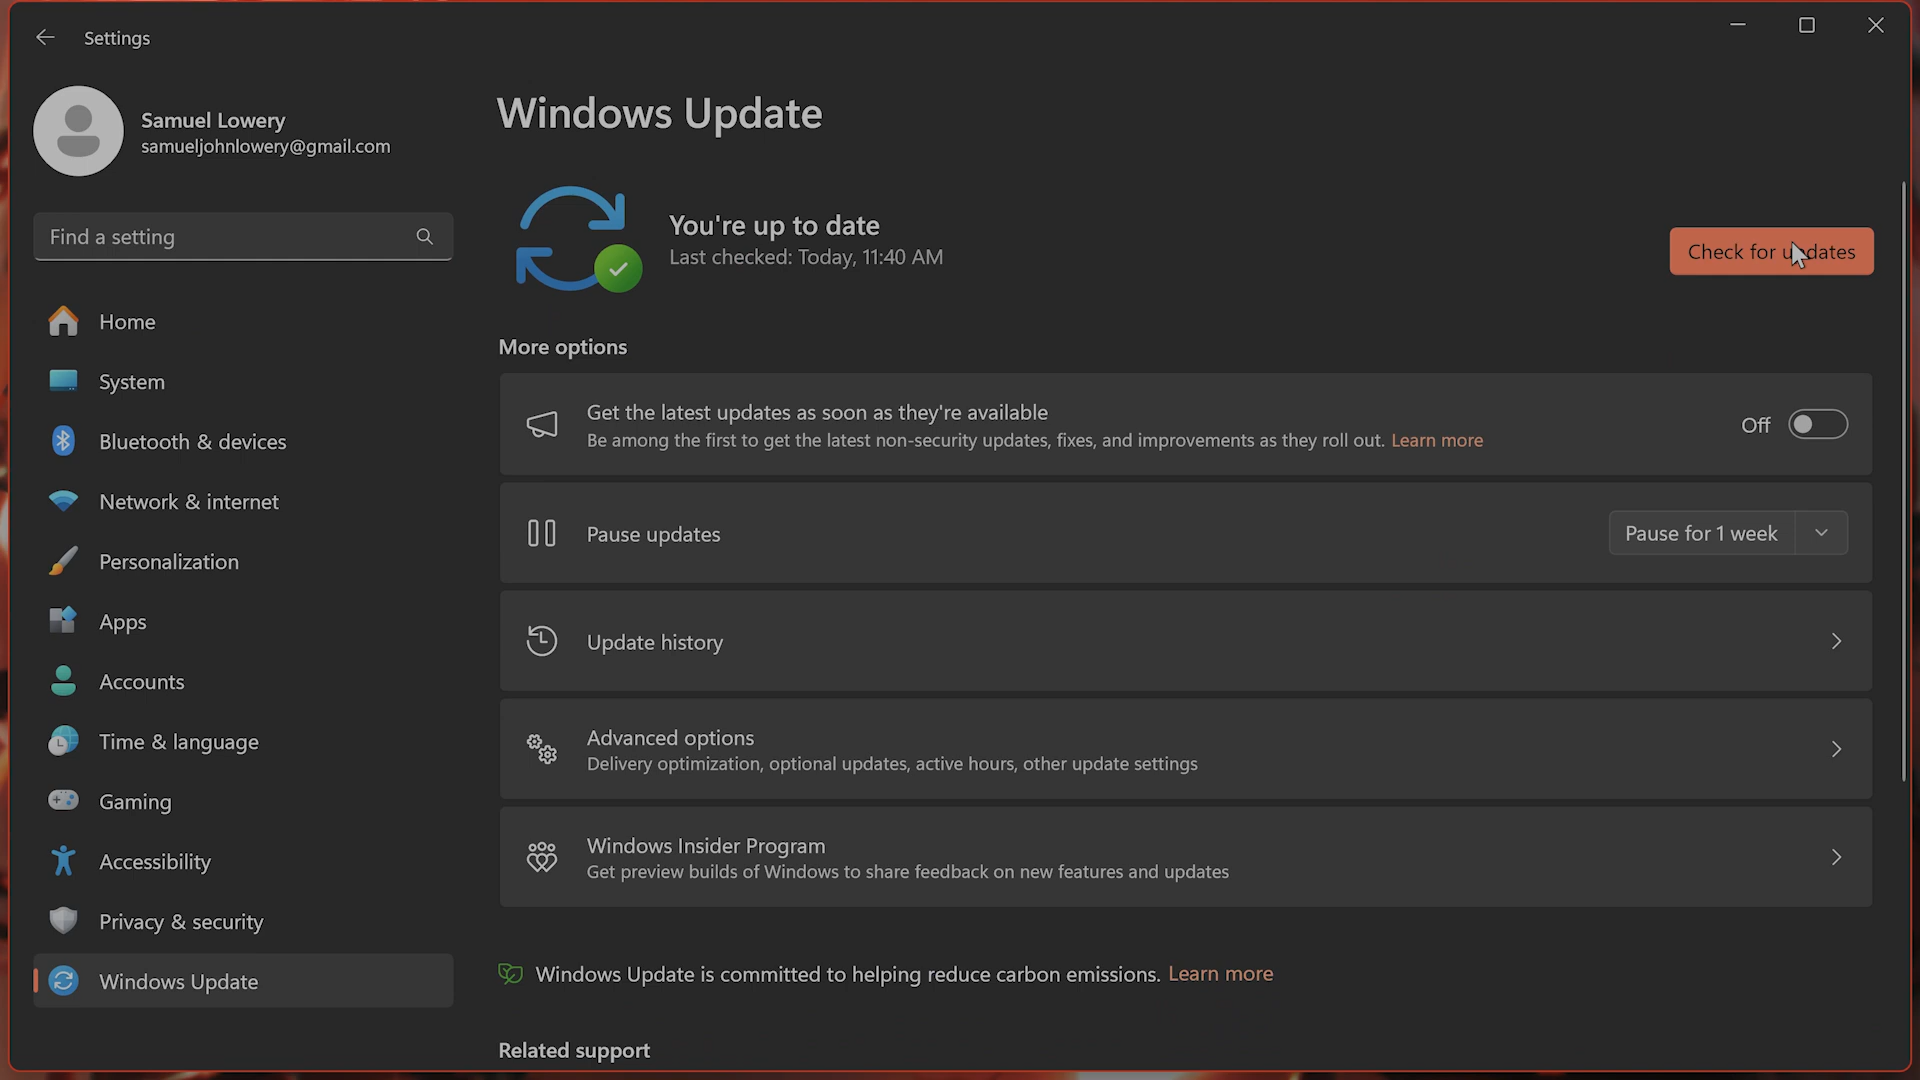 Settings
Samuel Lowery
samueljohnlowery@gmail.com
Find a setting
Home
System
Bluetooth & devices
Network & internet
Personalization
Apps
Accounts
Time & language
Gaming
Accessibility
Privacy & security
Windows Update
Windows Update
You're up to date
Last checked: Today, 11:40 AM
Check for updates
More options
Get the latest updates as soon as they're available
Be among the first to get the latest non-security updates, fixes, and improvements as they roll out. Learn more
Off
Pause updates
Pause for 1 week
Update history
Advanced options
Delivery optimization, optional updates, active hours, other update settings
Windows Insider Program
Get preview builds of Windows to share feedback on new features and updates
Windows Update is committed to helping reduce carbon emissions. Learn more
Related support